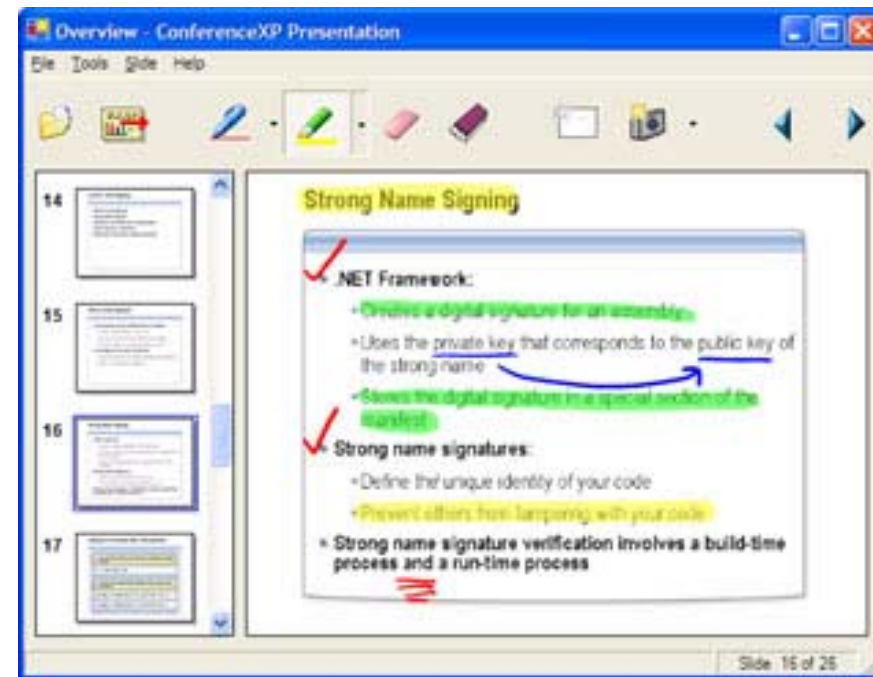 Overview - ConferenceXP Presentation
File Tools Slide Help
14
15
16
17
Strong Name Signing
.NET Framework:
Creates a digital signature for an assembly
Uses the private key that corresponds to the public key of
the strong name
Stores the digital signature in a special section of the
manifest
Strong name signatures:
Define the unique identity of your code
Prevent others from tampering with your code
Strong name signature verification involves a build-time
process and a run-time process
Slide 16 of 26